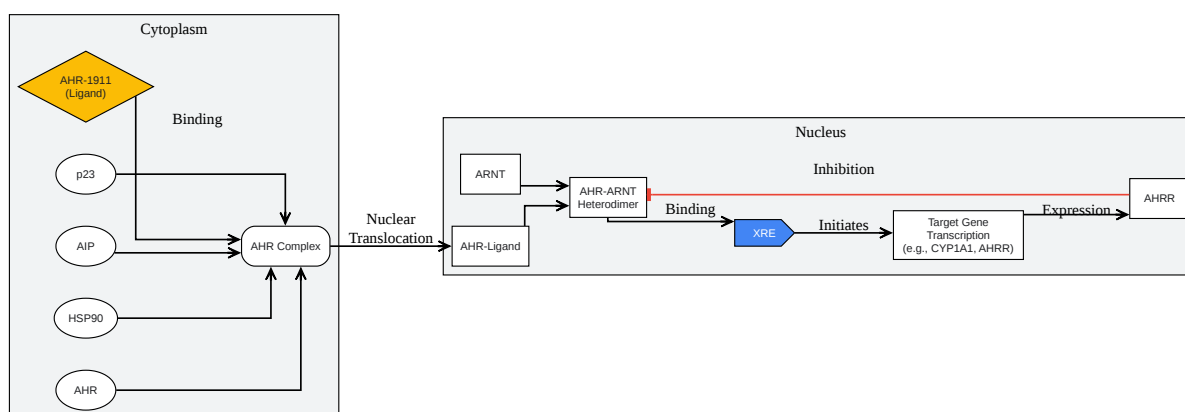 Cytoplasm
AHR-1911
(Ligand)
Binding
p23
AIP
AHR Complex
HSP90
AHR
Nuclear
Translocation
Nucleus
ARNT
AHR-Ligand
AHR-ARNT
Heterodimer
Inhibition
Binding
XRE
Initiates
Target Gene
Transcription
(e.g., CYP1A1, AHRR)
Expression
AHRR